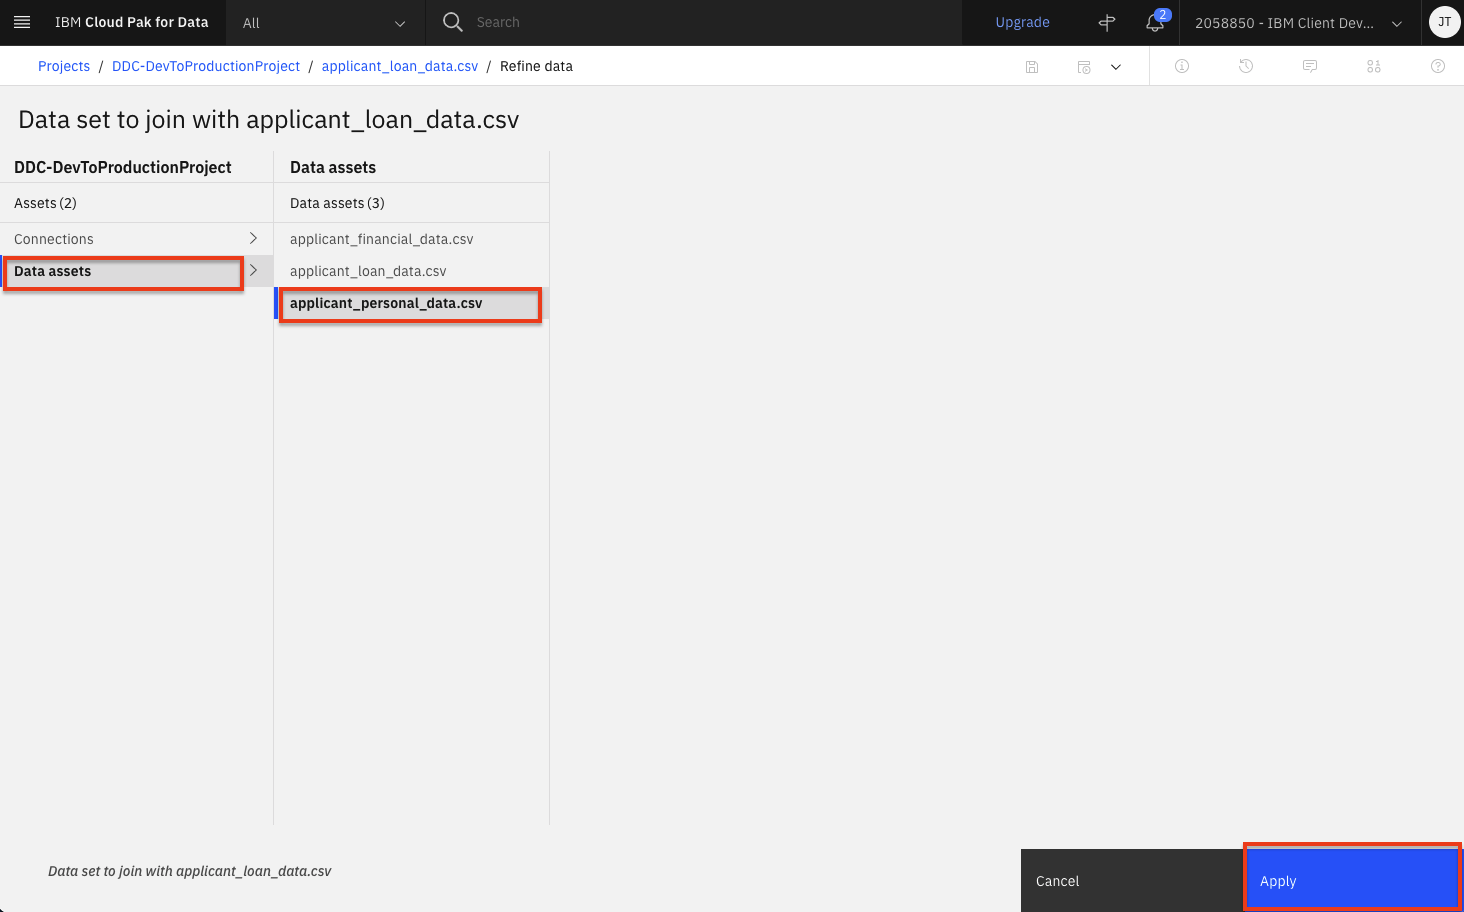 IBM Cloud Pak for Data
All
Search
Upgrade
2
2058850 - IBM Client Dev...
JT
Projects / DDC-DevToProductionProject / applicant_loan_data.csv / Refine data
Data set to join with applicant_loan_data.csv
DDC-DevToProductionProject
Assets (2)
Connections
Data assets
Data assets
Data assets (3)
applicant_financial_data.csv
applicant_loan_data.csv
applicant_personal_data.csv
Data set to join with applicant_loan_data.csv
Cancel
Apply